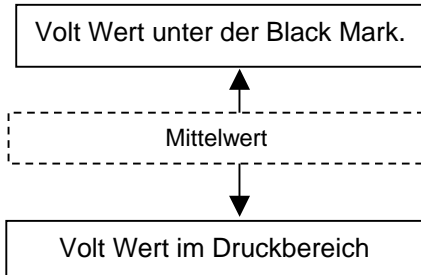 Volt Wert unter der Black Mark.
Mittelwert
Volt Wert im Druckbereich